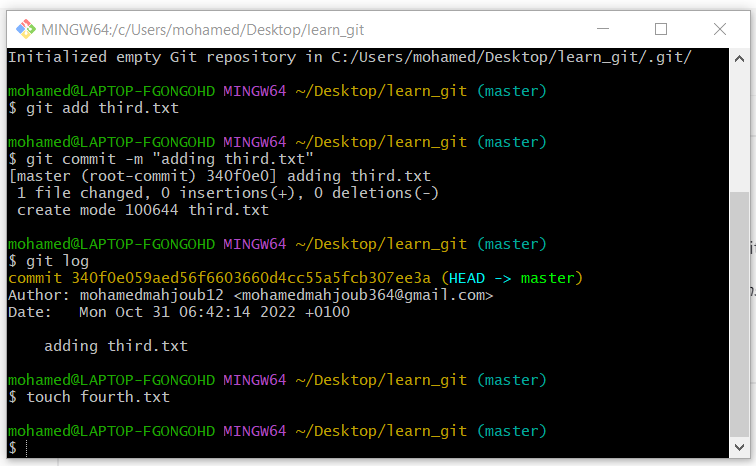 MINGW64:/c/Users/mohamed/Desktop/learn_git
Initialized empty Git repository in C:/Users/mohamed/Desktop/learn_git/.git/
mohamed@LAPTOP-FGONGOHD MINGW64 ~/Desktop/learn_git (master)
$ git add third.txt
mohamed@LAPTOP-FGONGOHD MINGW64 ~/Desktop/learn_git (master)
$ git commit -m "adding third.txt"
[master (root-commit) 340f0e0] adding third.txt
 1 file changed, 0 insertions(+), 0 deletions(-)
 create mode 100644 third.txt
mohamed@LAPTOP-FGONGOHD MINGW64 ~/Desktop/learn_git (master)
$ git log
commit 340f0e059aed56f6603660d4cc55a5fcb307ee3a (HEAD -> master)
Author: mohamedmahjoub12 <mohamedmahjoub364@gmail.com>
Date:   Mon Oct 31 06:42:14 2022 +0100
    adding third.txt
mohamed@LAPTOP-FGONGOHD MINGW64 ~/Desktop/learn_git (master)
$ touch fourth.txt
mohamed@LAPTOP-FGONGOHD MINGW64 ~/Desktop/learn_git (master)
$